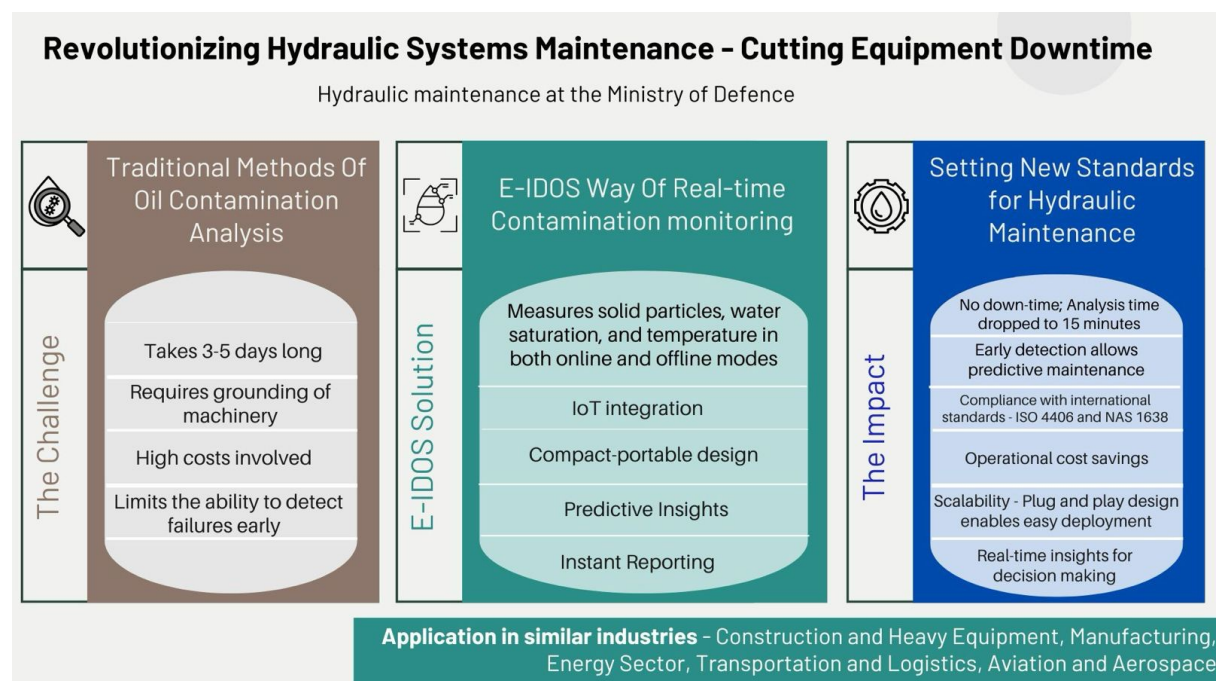 Revolutionizing Hydraulic Systems Maintenance - Cutting Equipment Downtime
Hydraulic maintenance at the Ministry of Defence
The Challenge
Traditional Methods Of
Oil Contamination
Analysis
Takes 3-5 days long
Requires grounding of
machinery
High costs involved
Limits the ability to detect
failures early
E-IDOS Solution
E-IDOS Way Of Real-time
Contamination monitoring
Measures solid particles, water
saturation, and temperature in
both online and offline modes
IoT integration
Compact-portable design
Predictive Insights
Instant Reporting
The Impact
Setting New Standards
for Hydraulic
Maintenance
No down-time; Analysis time
dropped to 15 minutes
Early detection allows
predictive maintenance
Compliance with international
standards - ISO 4406 and NAS 1638
Operational cost savings
Scalability - Plug and play design
enables easy deployment
Real-time insights for
decision making
Application in similar industries - Construction and Heavy Equipment, Manufacturing,
Energy Sector, Transportation and Logistics, Aviation and Aerospace